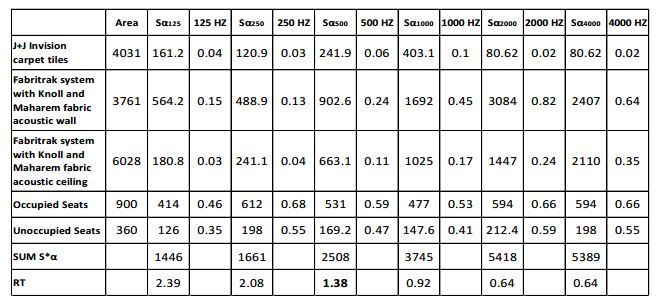 Area Sα125 125 HZ Sα250 250 HZ Sα500 500 HZ Sα1000 1000 HZ Sα2000 2000 HZ Sα4000 4000 HZ
J+J Invision
carpet tiles 4031 161.2 0.04 120.9 0.03 241.9 0.06 403.1 0.1 80.62 0.02 80.62 0.02
Fabritrak system
with Knoll and
Maharem fabric
acoustic wall 3761 564.2 0.15 488.9 0.13 902.6 0.24 1692 0.45 3084 0.82 2407 0.64
Fabritrak system
with Knoll and
Maharem fabric
acoustic ceiling 6028 180.8 0.03 241.1 0.04 663.1 0.11 1025 0.17 1447 0.24 2110 0.35
Occupied Seats 900 414 0.46 612 0.68 531 0.59 477 0.53 594 0.66 594 0.66
Unoccupied Seats 360 126 0.35 198 0.55 169.2 0.47 147.6 0.41 212.4 0.59 198 0.55
SUM S*α 1446 1661 2508 3745 5418 5389
RT 2.39 2.08 1.38 0.92 0.64 0.64